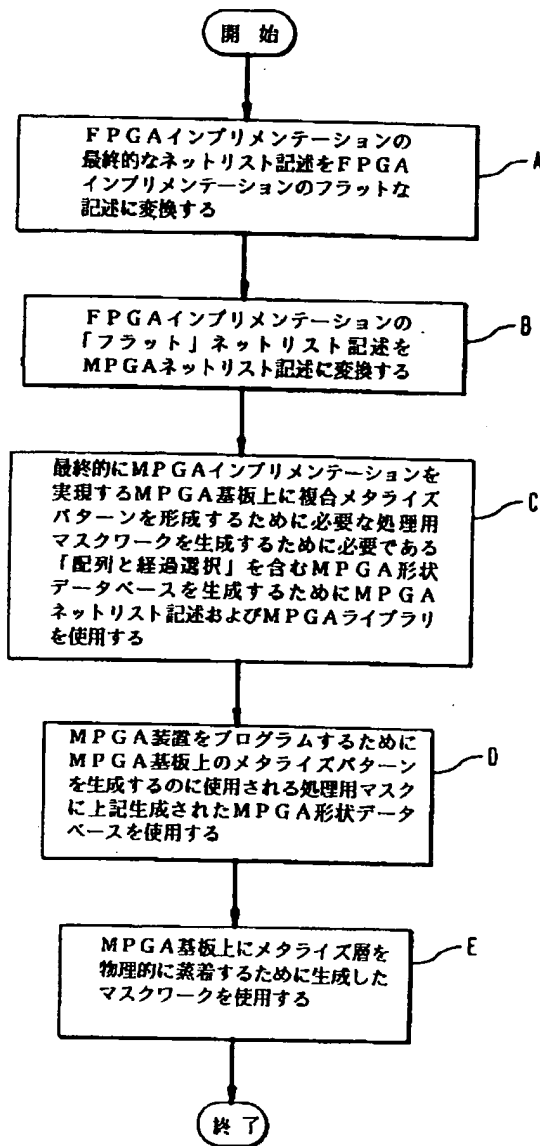 開 始
FPGAインプリメンテーションの
最終的なネットリスト記述をFPGA
インプリメンテーションのフラットな
記述に変換する
A
FPGAインプリメンテーションの
「フラット」ネットリスト記述を
MPGAネットリスト記述に変換する
B
最終的にMPGAインプリメンテーションを
実現するMPGA基板上に複合メタライズ
パターンを形成するために必要な処理用
マスクワークを生成するために必要である
「配列と経過選択」を含むMPGA形状
データベースを生成するためにMPGA
ネットリスト記述およびMPGAライブラリ
を使用する
C
MPGA装置をプログラムするために
MPGA基板上のメタライズパターン
を生成するのに使用される処理用マスク
に上記生成されたMPGA形状データ
ベースを使用する
D
MPGA基板上にメタライズ層を
物理的に蒸着するために生成した
マスクワークを使用する
E
終 了